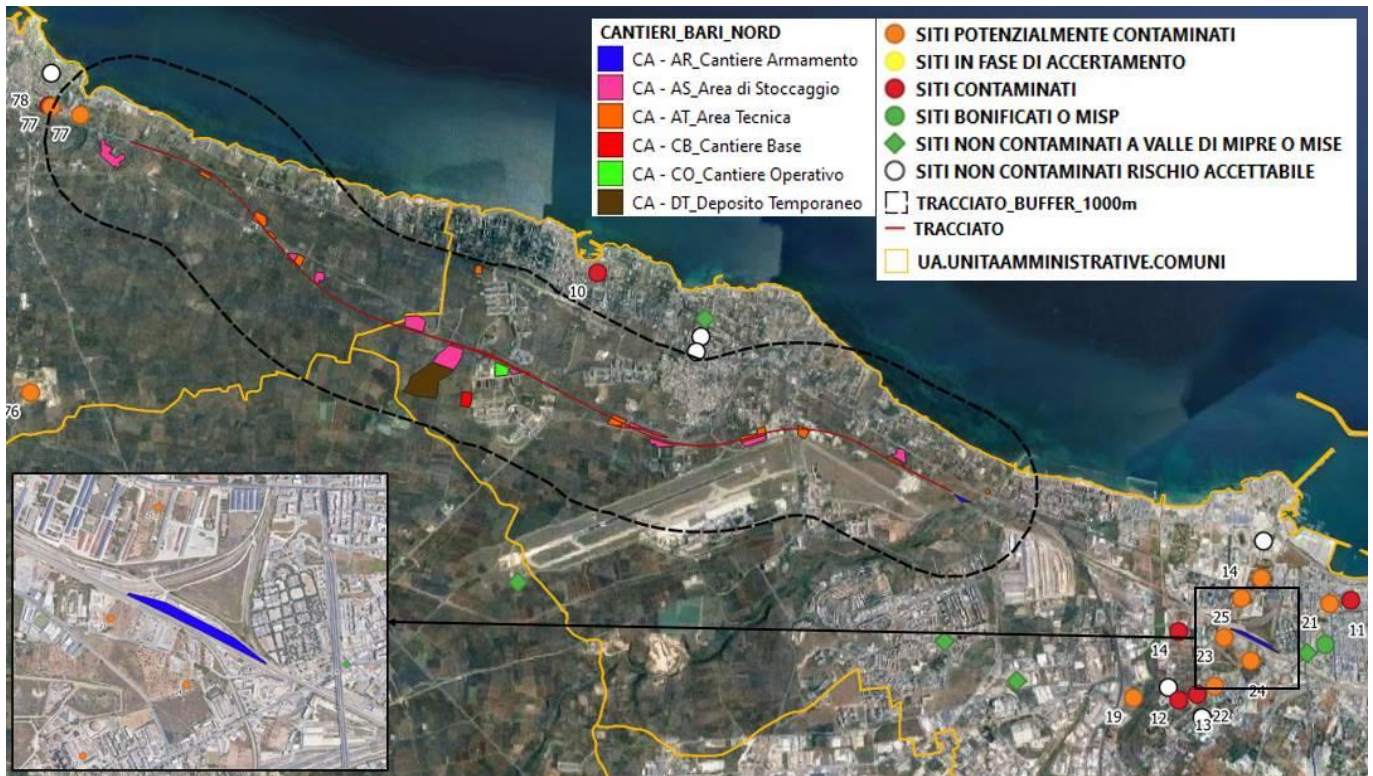 CANTIERI_BARI_NORD
CA - AR_Cantiere Armamento
CA - AS_Area di Stoccaggio
CA - AT_Area Tecnica
CA - CB_Cantiere Base
CA - CO_Cantiere Operativo
CA - DT_Deposito Temporaneo
SITI POTENZIALMENTE CONTAMINATI
SITI IN FASE DI ACCERTAMENTO
SITI CONTAMINATI
SITI BONIFICATI O MISP
SITI NON CONTAMINATI A VALLE DI MIPRE O MISE
SITI NON CONTAMINATI RISCHIO ACCETTABILE
TRACCIATO_BUFFER_1000m
TRACCIATO
UA.UNITAAMMINISTRATIVE.COMUNI
78
77
77
10
76
14
25
21
11
14
23
24
19
12
22
13